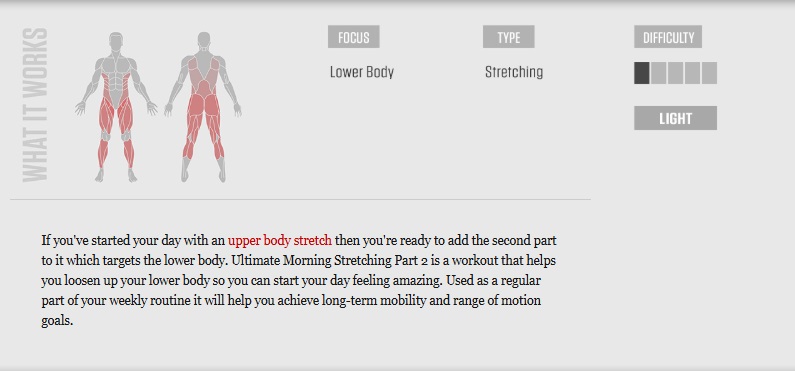 WHAT IT WORKS
FOCUS
Lower Body
TYPE
Stretching
DIFFICULTY
LIGHT
If you've started your day with an upper body stretch then you're ready to add the second part
to it which targets the lower body. Ultimate Morning Stretching Part 2 is a workout that helps
you loosen up your lower body so you can start your day feeling amazing. Used as a regular
part of your weekly routine it will help you achieve long-term mobility and range of motion
goals.